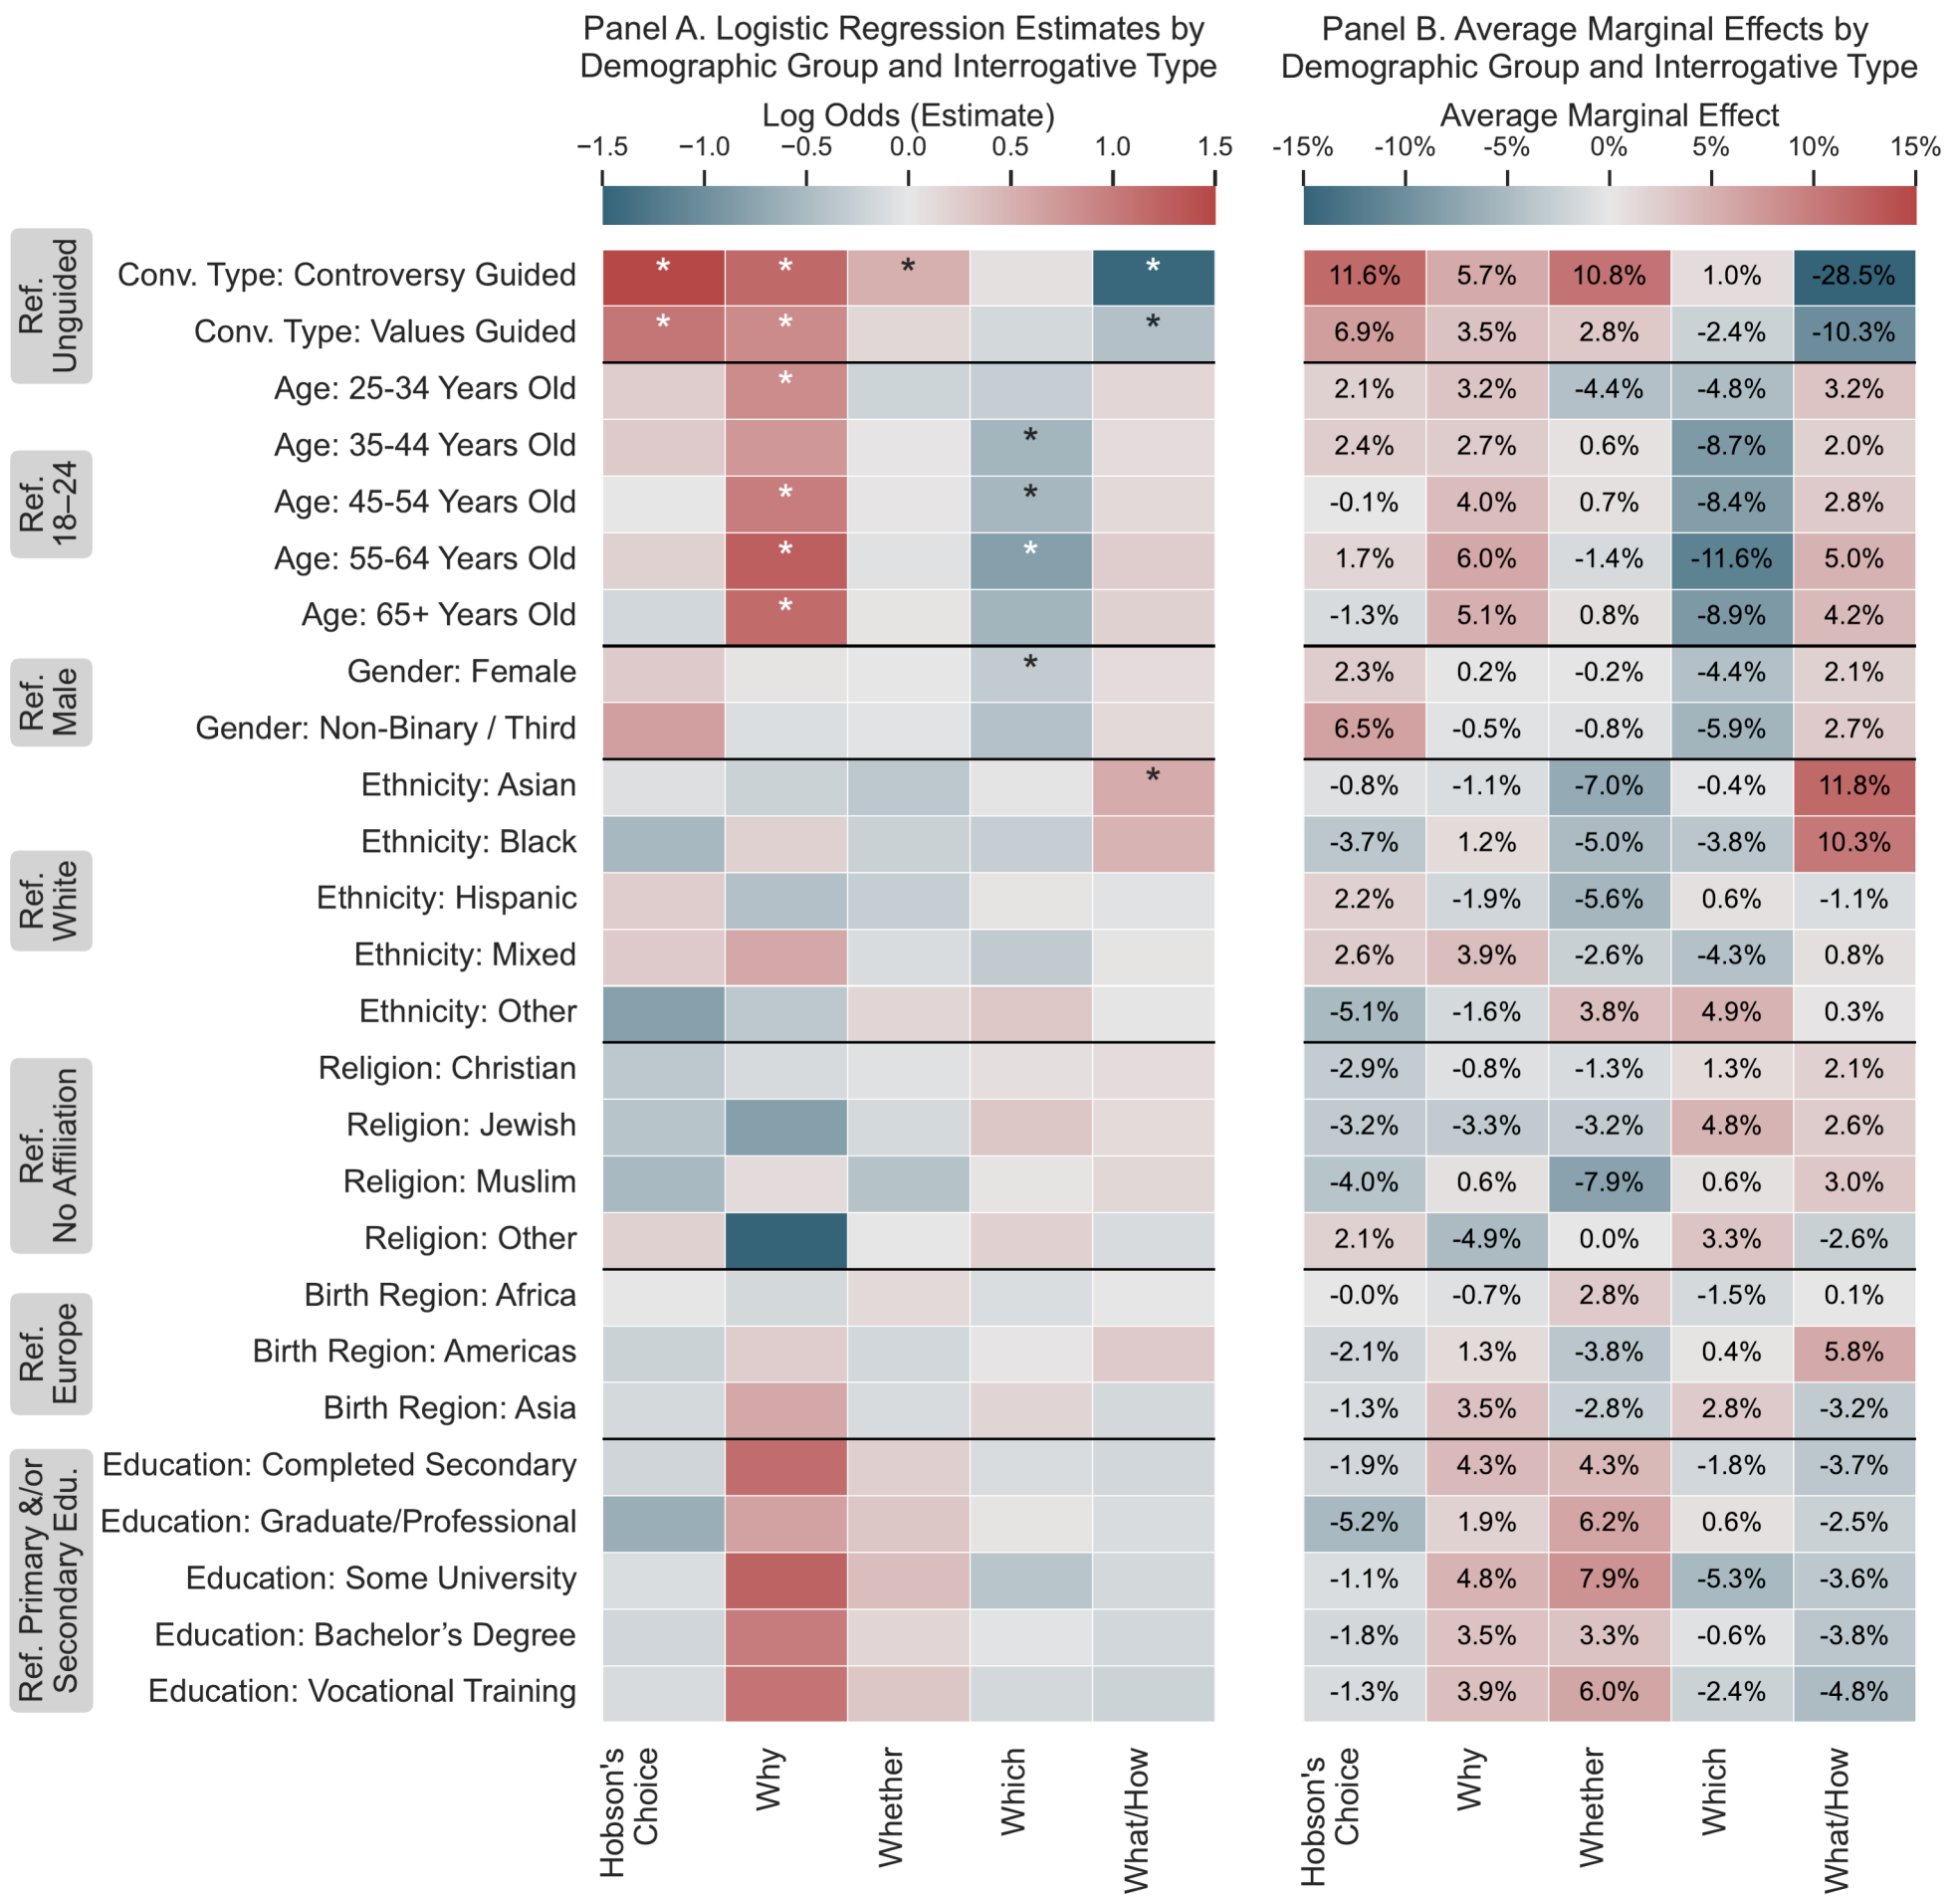 Panel A. Logistic Regression Estimates by
Demographic Group and Interrogative Type
Log Odds (Estimate)
−1.5 −1.0 −0.5 0.0 0.5 1.0 1.5
Panel B. Average Marginal Effects by
Demographic Group and Interrogative Type
Average Marginal Effect
-15% -10% -5% 0% 5% 10% 15%
Ref.
Unguided
Conv. Type: Controversy Guided * * * * 11.6% 5.7% 10.8% 1.0% -28.5%
Conv. Type: Values Guided * * * 6.9% 3.5% 2.8% -2.4% -10.3%
Ref.
18–24
Age: 25-34 Years Old * 2.1% 3.2% -4.4% -4.8% 3.2%
Age: 35-44 Years Old * 2.4% 2.7% 0.6% -8.7% 2.0%
Age: 45-54 Years Old * * -0.1% 4.0% 0.7% -8.4% 2.8%
Age: 55-64 Years Old * * 1.7% 6.0% -1.4% -11.6% 5.0%
Age: 65+ Years Old * -1.3% 5.1% 0.8% -8.9% 4.2%
Ref.
Male
Gender: Female * 2.3% 0.2% -0.2% -4.4% 2.1%
Gender: Non-Binary / Third 6.5% -0.5% -0.8% -5.9% 2.7%
Ref.
White
Ethnicity: Asian * -0.8% -1.1% -7.0% -0.4% 11.8%
Ethnicity: Black -3.7% 1.2% -5.0% -3.8% 10.3%
Ethnicity: Hispanic 2.2% -1.9% -5.6% 0.6% -1.1%
Ethnicity: Mixed 2.6% 3.9% -2.6% -4.3% 0.8%
Ethnicity: Other -5.1% -1.6% 3.8% 4.9% 0.3%
Ref.
No Affiliation
Religion: Christian -2.9% -0.8% -1.3% 1.3% 2.1%
Religion: Jewish -3.2% -3.3% -3.2% 4.8% 2.6%
Religion: Muslim -4.0% 0.6% -7.9% 0.6% 3.0%
Religion: Other 2.1% -4.9% 0.0% 3.3% -2.6%
Ref.
Europe
Birth Region: Africa -0.0% -0.7% 2.8% -1.5% 0.1%
Birth Region: Americas -2.1% 1.3% -3.8% 0.4% 5.8%
Birth Region: Asia -1.3% 3.5% -2.8% 2.8% -3.2%
Ref. Primary &/or
Secondary Edu.
Education: Completed Secondary -1.9% 4.3% 4.3% -1.8% -3.7%
Education: Graduate/Professional -5.2% 1.9% 6.2% 0.6% -2.5%
Education: Some University -1.1% 4.8% 7.9% -5.3% -3.6%
Education: Bachelor’s Degree -1.8% 3.5% 3.3% -0.6% -3.8%
Education: Vocational Training -1.3% 3.9% 6.0% -2.4% -4.8%
Hobson's
Choice
Why
Whether
Which
What/How
Hobson's
Choice
Why
Whether
Which
What/How